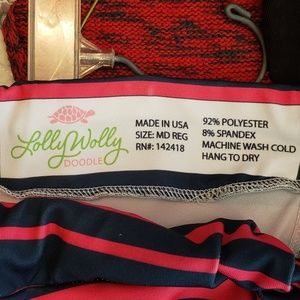 Lolly Wolly
DOODLE
MADE IN USA
SIZE: MD REG
RN#: 142418
92% POLYESTER
8% SPANDEX
MACHINE WASH COLD
HANG TO DRY